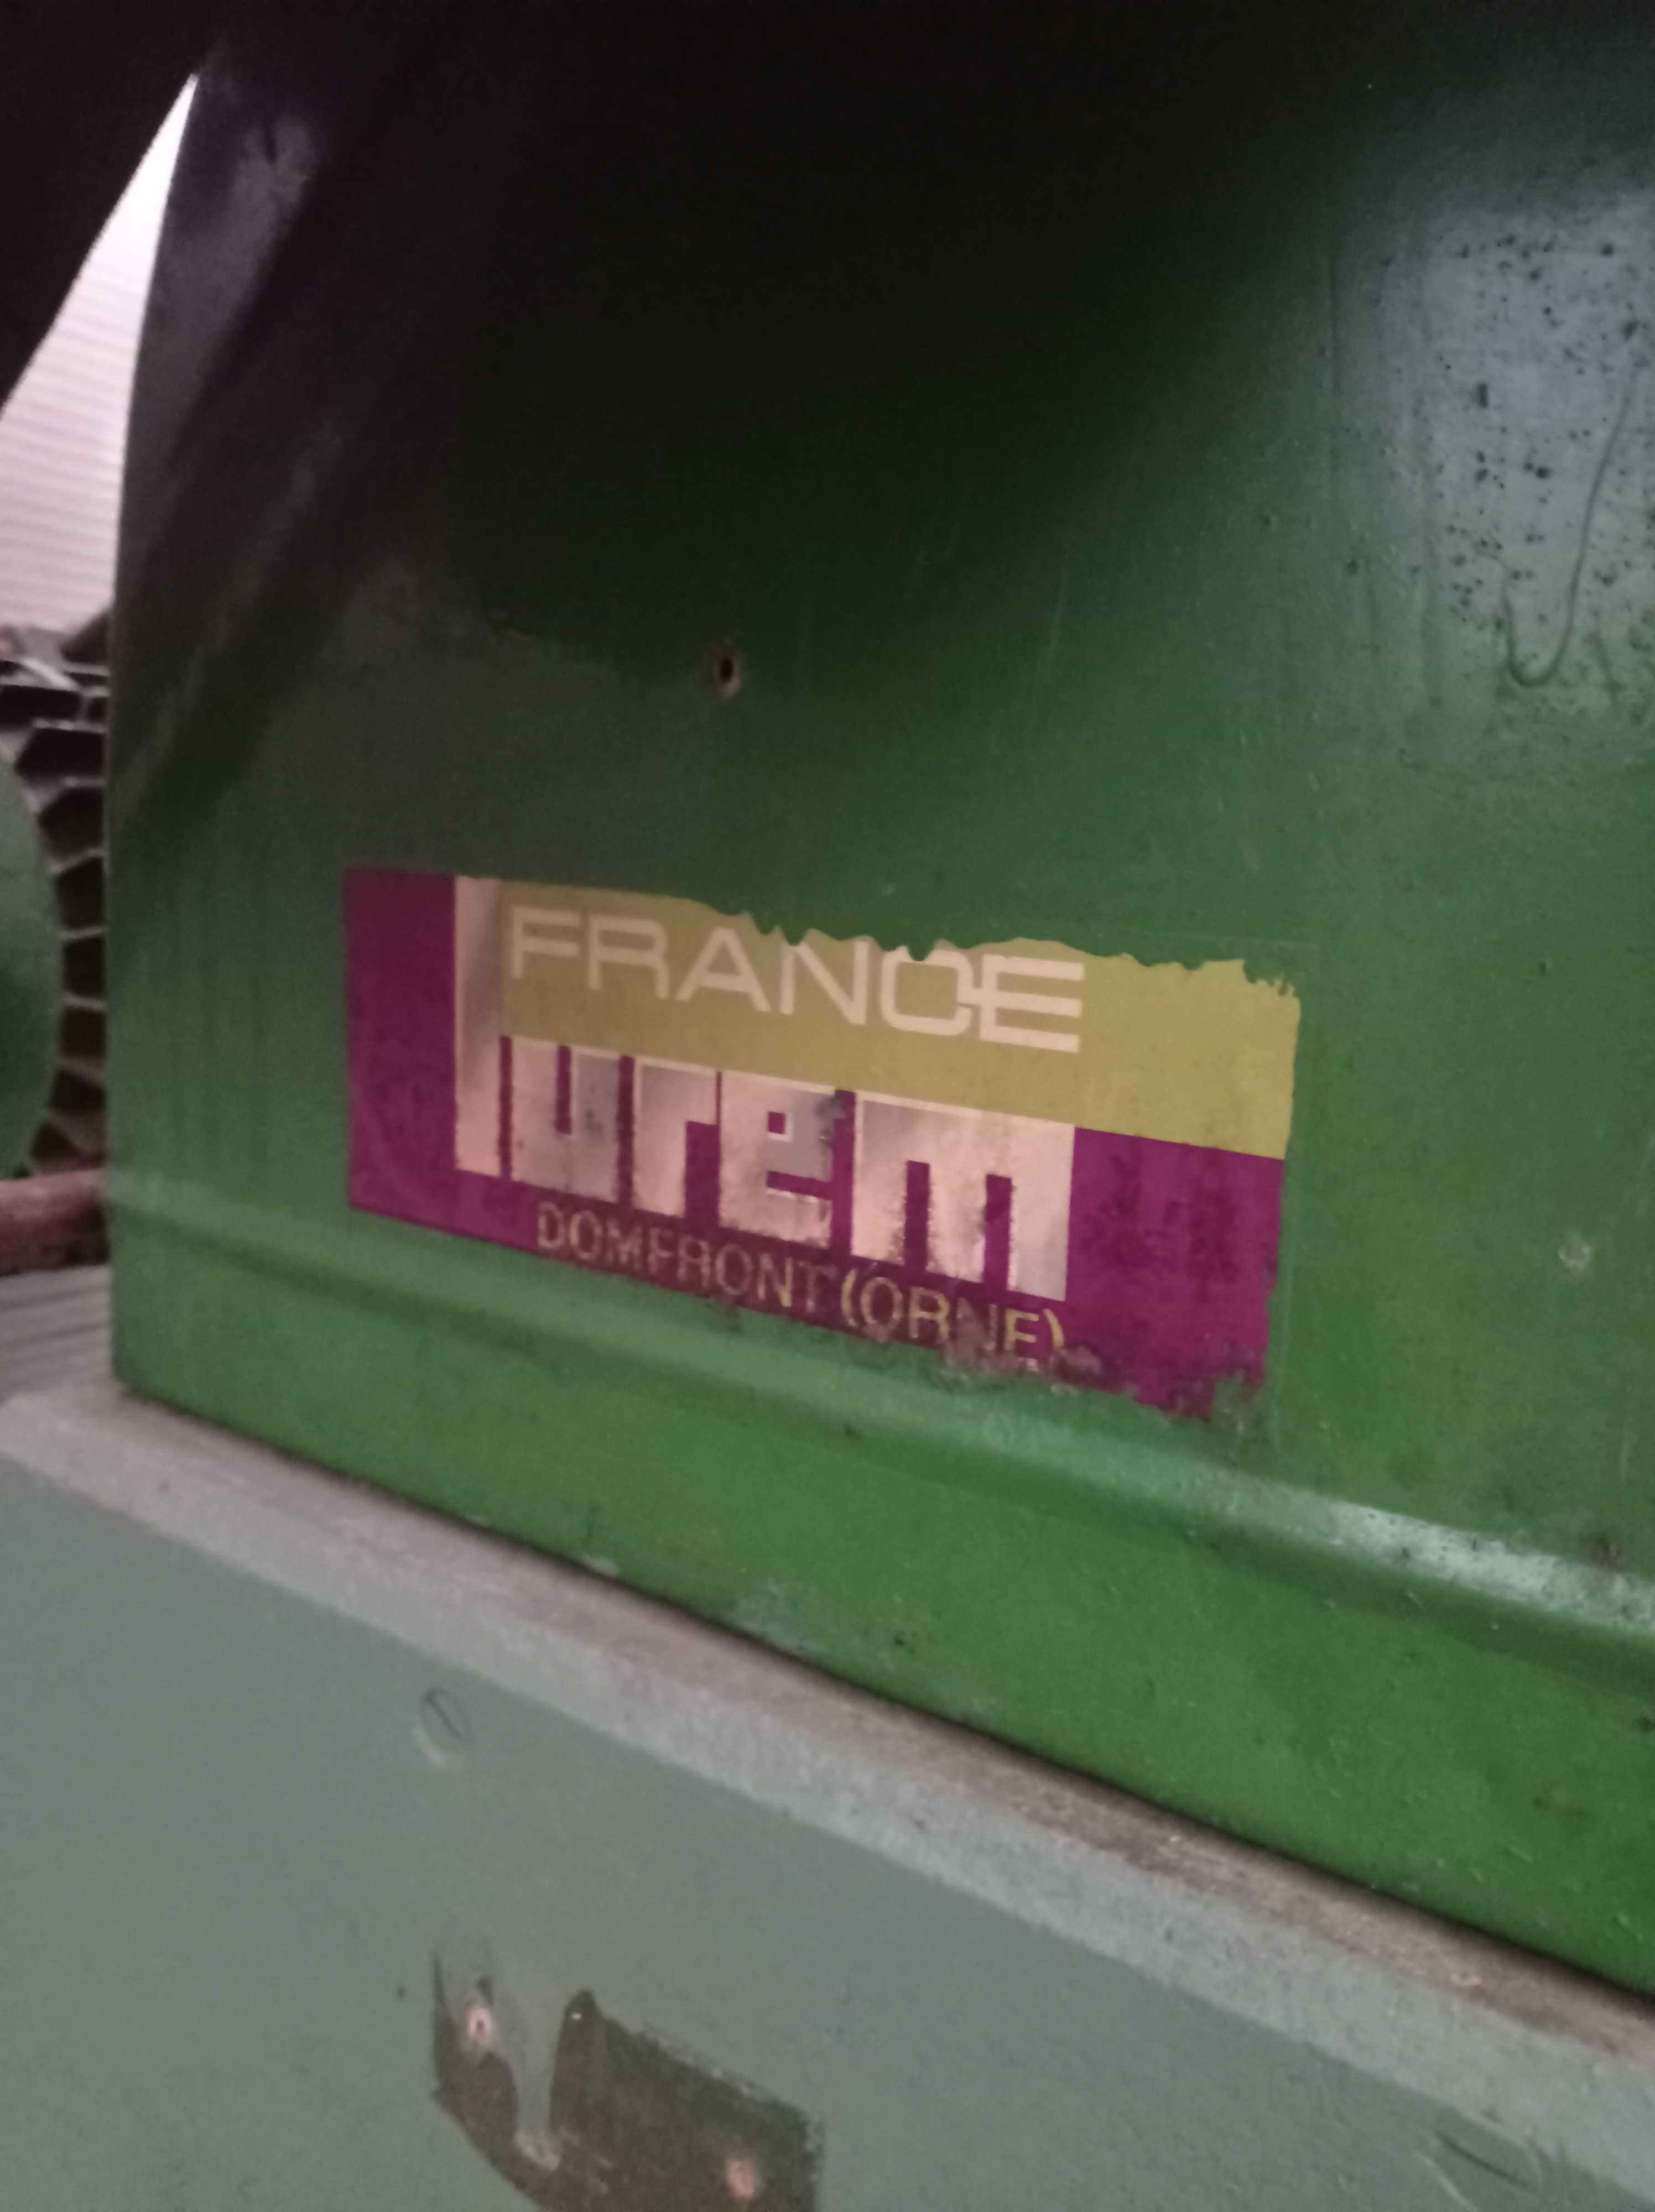 FRANCE
lurem
DOMFRONT (ORNE)